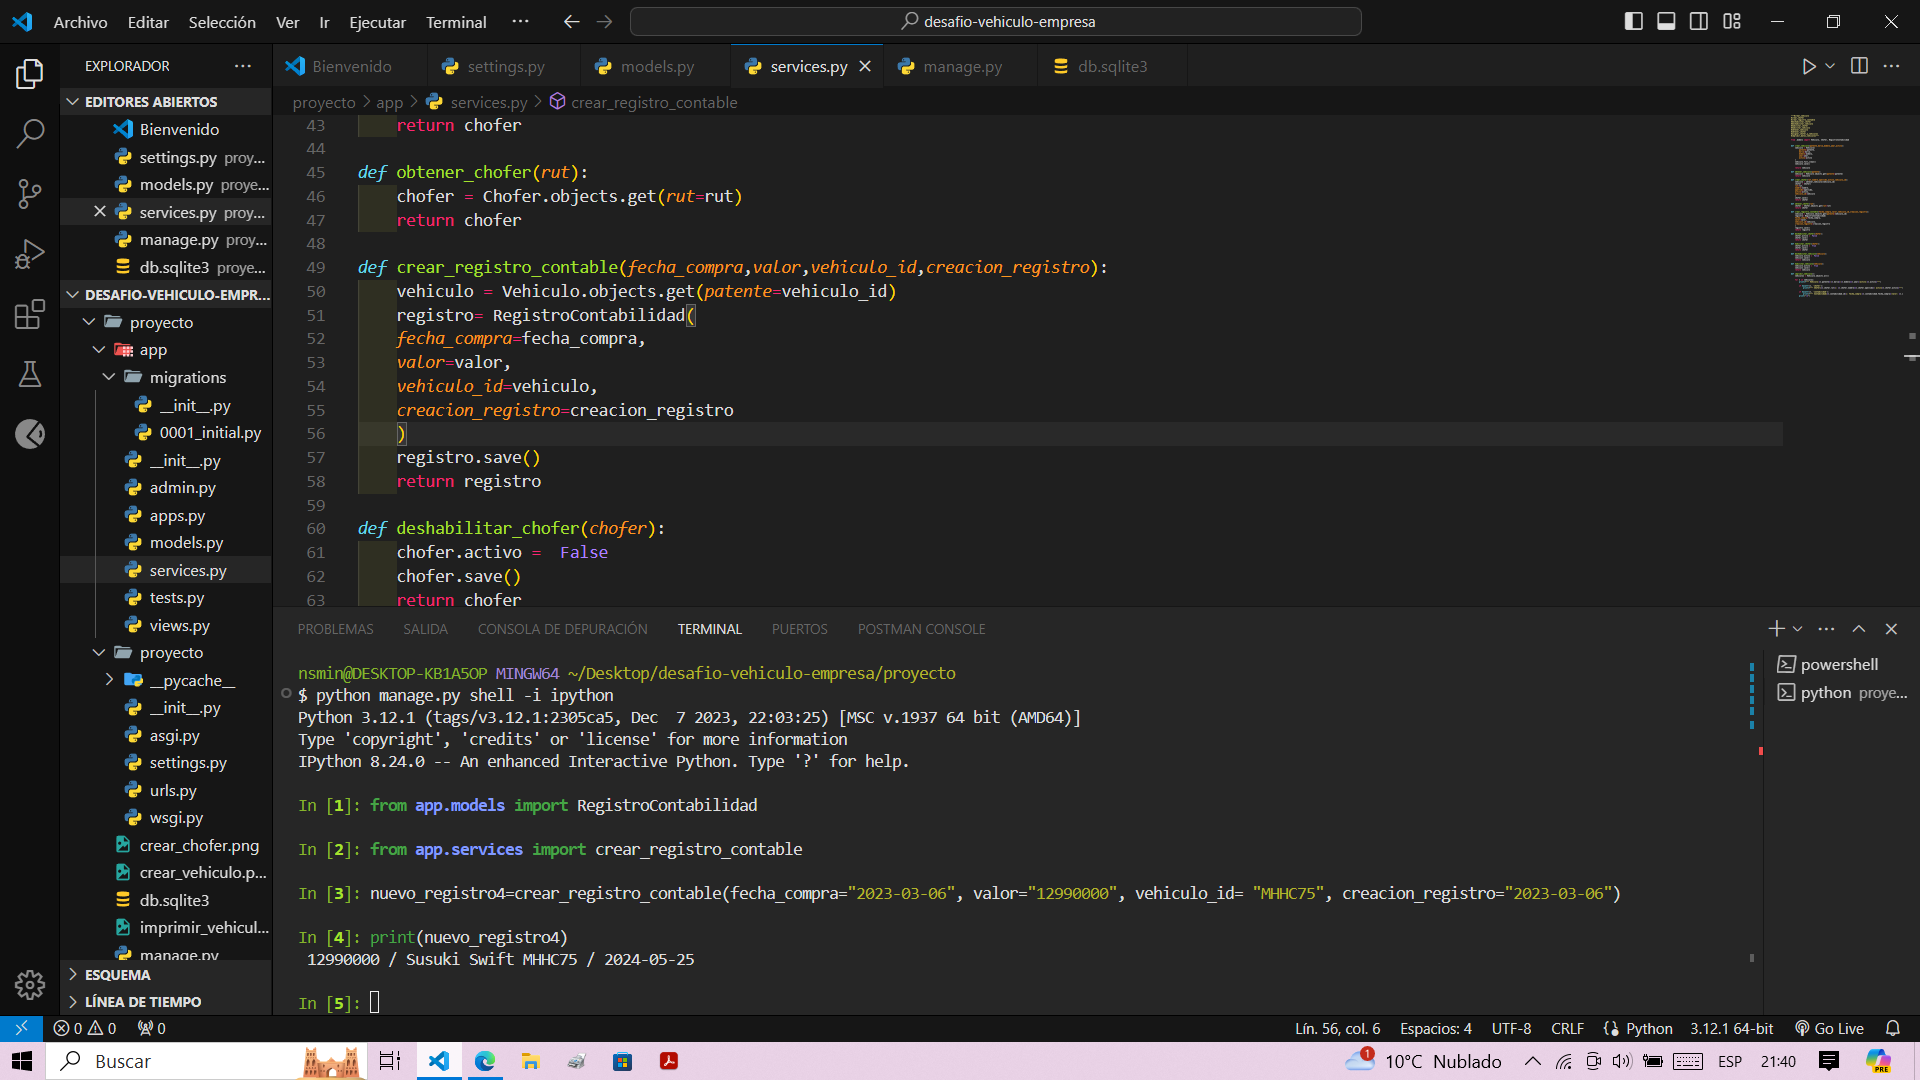 Archivo Editar Selección Ver Ir Ejecutar Terminal ··· desafio-vehiculo-empresa
EXPLORADOR ···
EDITORES ABIERTOS
Bienvenido
settings.py proy...
models.py proye...
services.py proy...
manage.py proy...
db.sqlite3 proye...
DESAFIO-VEHICULO-EMPR...
proyecto
app
migrations
__init__.py
0001_initial.py
__init__.py
admin.py
apps.py
models.py
services.py
tests.py
views.py
proyecto
__pycache__
__init__.py
asgi.py
settings.py
urls.py
wsgi.py
crear_chofer.png
crear_vehiculo.p...
db.sqlite3
imprimir_vehicul...
manage.py
ESQUEMA
LÍNEA DE TIEMPO
Bienvenido settings.py models.py services.py manage.py db.sqlite3
proyecto > app > services.py > crear_registro_contable
43 return chofer
44
45 def obtener_chofer(rut):
46 chofer = Chofer.objects.get(rut=rut)
47 return chofer
48
49 def crear_registro_contable(fecha_compra,valor,vehiculo_id,creacion_registro):
50 vehiculo = Vehiculo.objects.get(patente=vehiculo_id)
51 registro= RegistroContabilidad(
52 fecha_compra=fecha_compra,
53 valor=valor,
54 vehiculo_id=vehiculo,
55 creacion_registro=creacion_registro
56 )
57 registro.save()
58 return registro
59
60 def deshabilitar_chofer(chofer):
61 chofer.activo =  False
62 chofer.save()
63 return chofer
PROBLEMAS SALIDA CONSOLA DE DEPURACIÓN TERMINAL PUERTOS POSTMAN CONSOLE
powershell
python proye...
nsmin@DESKTOP-KB1A5OP MINGW64 ~/Desktop/desafio-vehiculo-empresa/proyecto
$ python manage.py shell -i ipython
Python 3.12.1 (tags/v3.12.1:2305ca5, Dec  7 2023, 22:03:25) [MSC v.1937 64 bit (AMD64)]
Type 'copyright', 'credits' or 'license' for more information
IPython 8.24.0 -- An enhanced Interactive Python. Type '?' for help.
In [1]: from app.models import RegistroContabilidad
In [2]: from app.services import crear_registro_contable
In [3]: nuevo_registro4=crear_registro_contable(fecha_compra="2023-03-06", valor="12990000", vehiculo_id= "MHHC75", creacion_registro="2023-03-06")
In [4]: print(nuevo_registro4)
12990000 / Susuki Swift MHHC75 / 2024-05-25
In [5]:
0 0 0 Lín. 56, col. 6 Espacios: 4 UTF-8 CRLF Python 3.12.1 64-bit Go Live
Buscar 1 10°C Nublado ESP 21:40 PRE